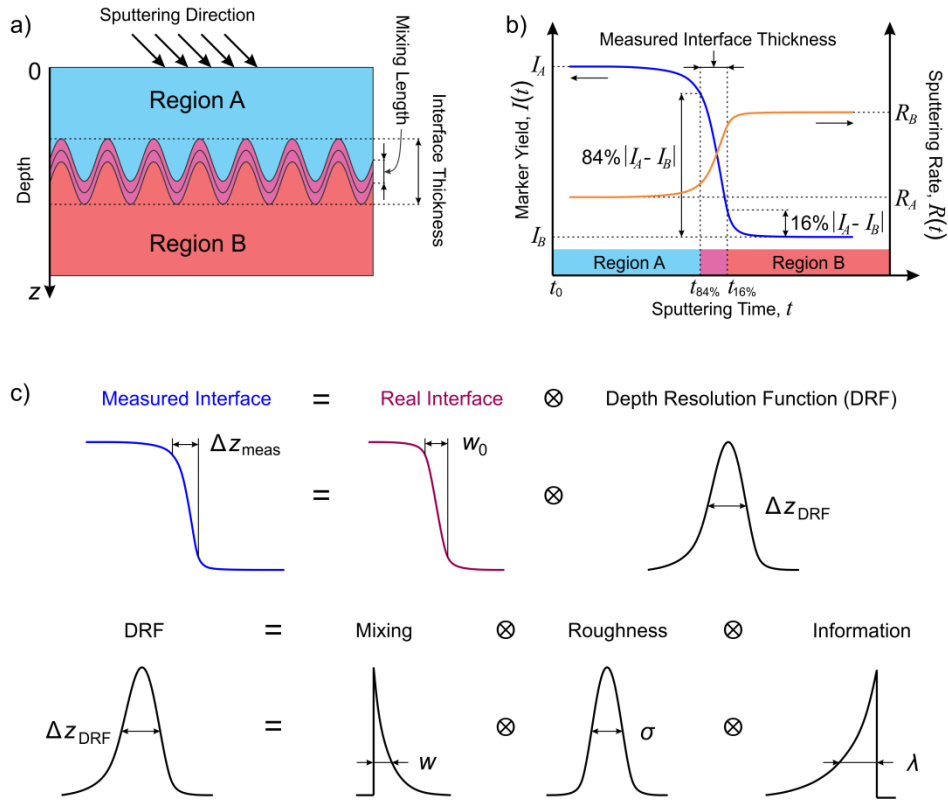 a)
Sputtering Direction
0
Region A
Region B
Depth
z
Mixing
Length
Interface Thickness
b)
Measured Interface Thickness
Marker Yield, I(t)
Sputtering Rate, R(t)
I_A
I_B
R_B
R_A
84% |I_A - I_B|
16% |I_A - I_B|
Region A
Region B
t_0
t_84%
t_16%
Sputtering Time, t
c)
Measured Interface = Real Interface ⊗ Depth Resolution Function (DRF)
Δz_meas = w_0 ⊗ Δz_DRF
DRF = Mixing ⊗ Roughness ⊗ Information
Δz_DRF = w ⊗ σ ⊗ λ